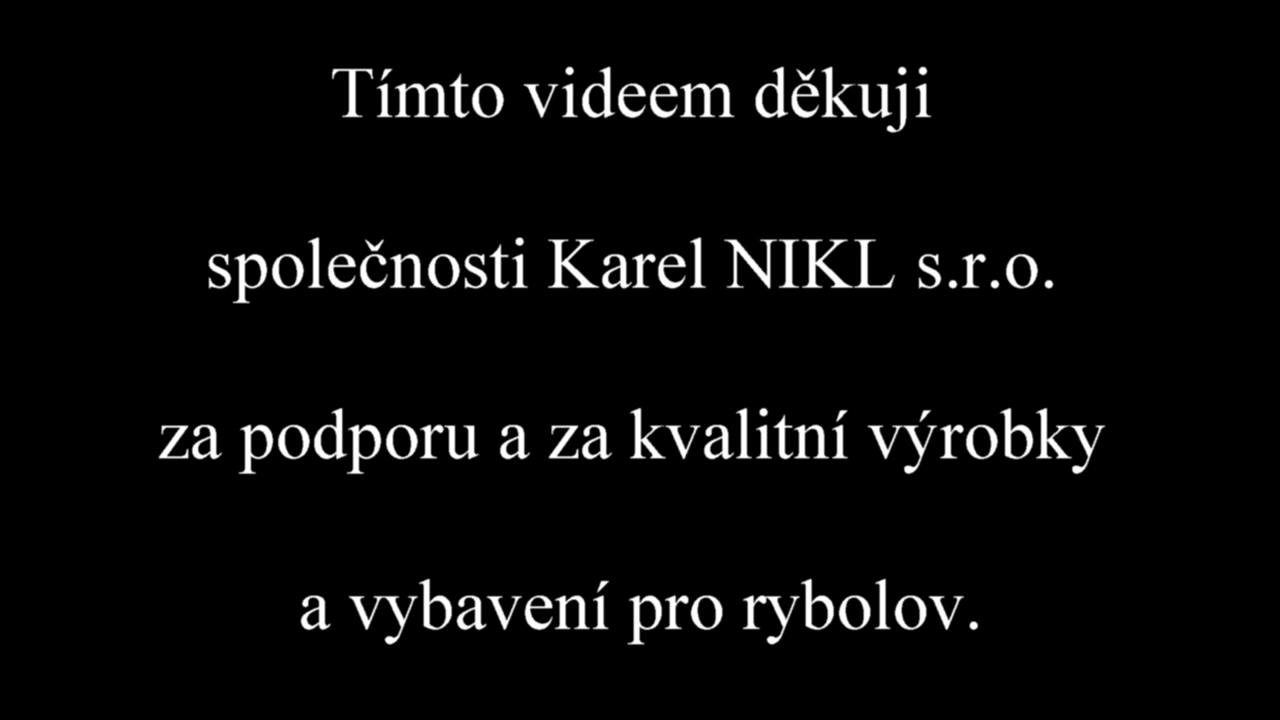 Tímto videem děkuji
společnosti Karel NIKL s.r.o.
za podporu a za kvalitní výrobky
a vybavení pro rybolov.